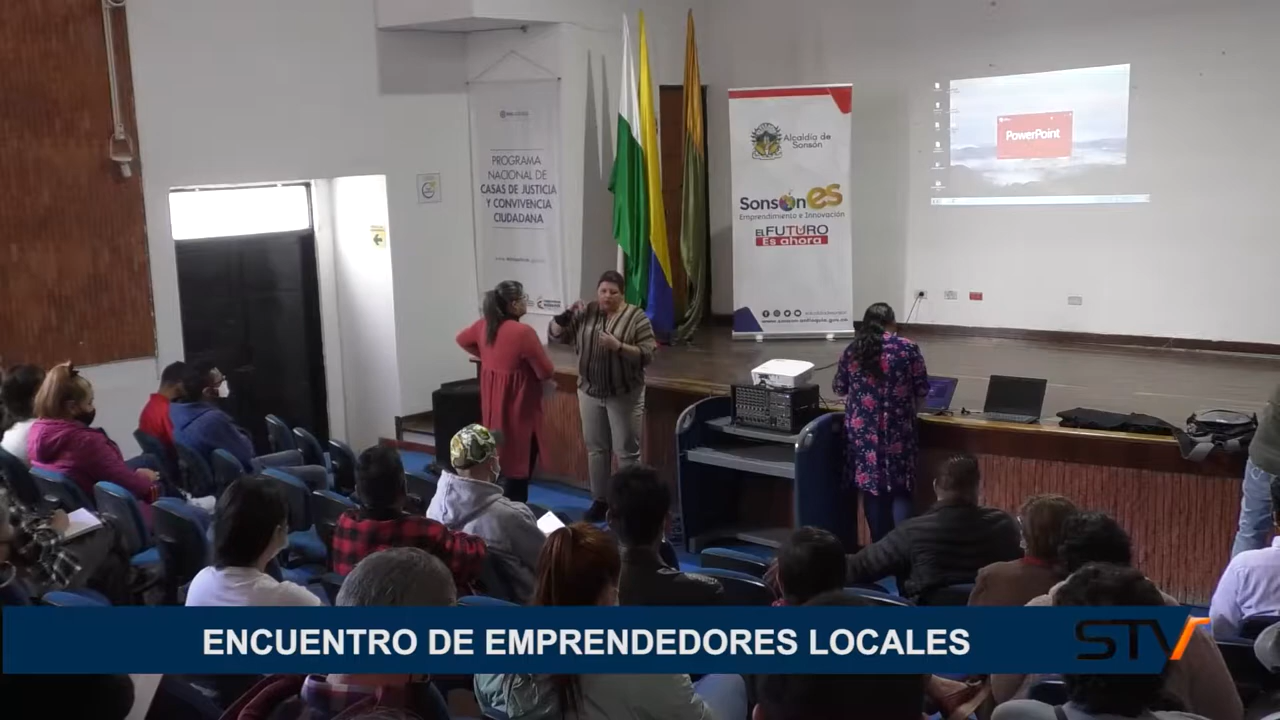 PROGRAMA
NACIONAL DE
CASAS DE JUSTICIA
Y CONVIVENCIA
CIUDADANA
Alcaldía de
Sonsón
Sonsón es
Emprendimiento e Innovación
EL FUTURO
Es ahora
PowerPoint
ENCUENTRO DE EMPRENDEDORES LOCALES
STV